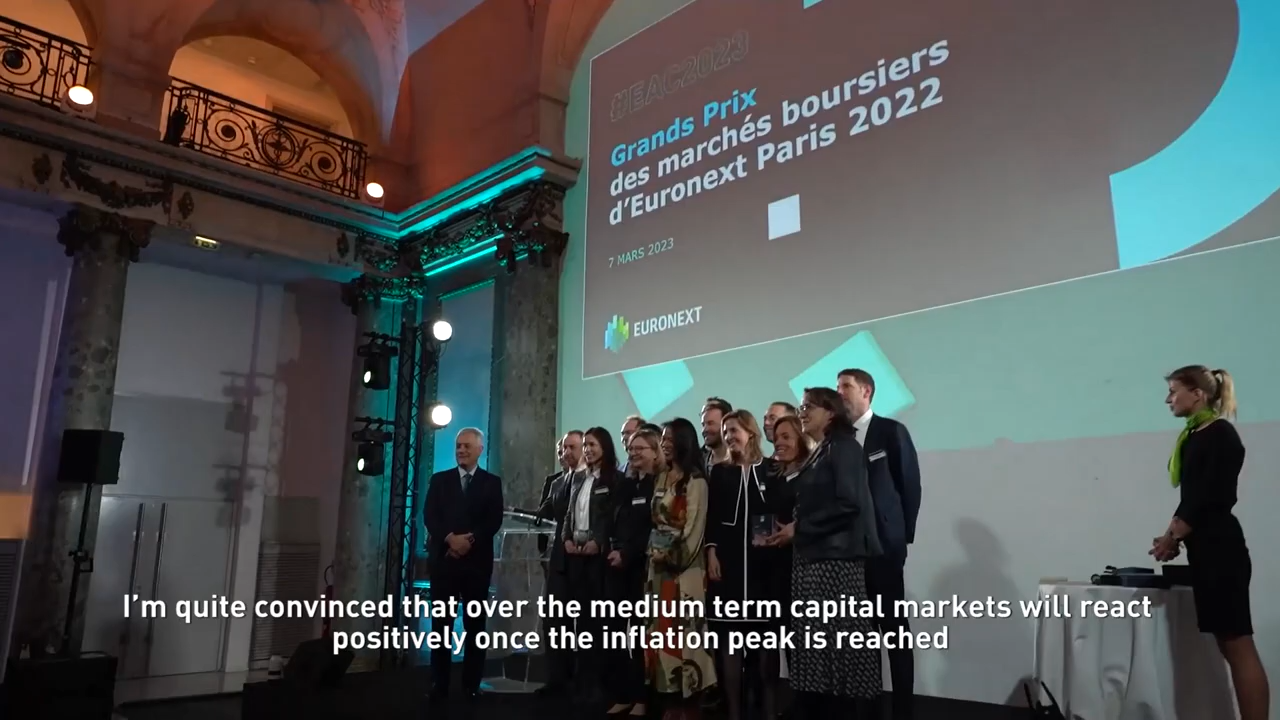 #EAC2023
Grands Prix
des marchés boursiers
d'Euronext Paris 2022
7 MARS 2023
EURONEXT
I'm quite convinced that over the medium term capital markets will react
positively once the inflation peak is reached